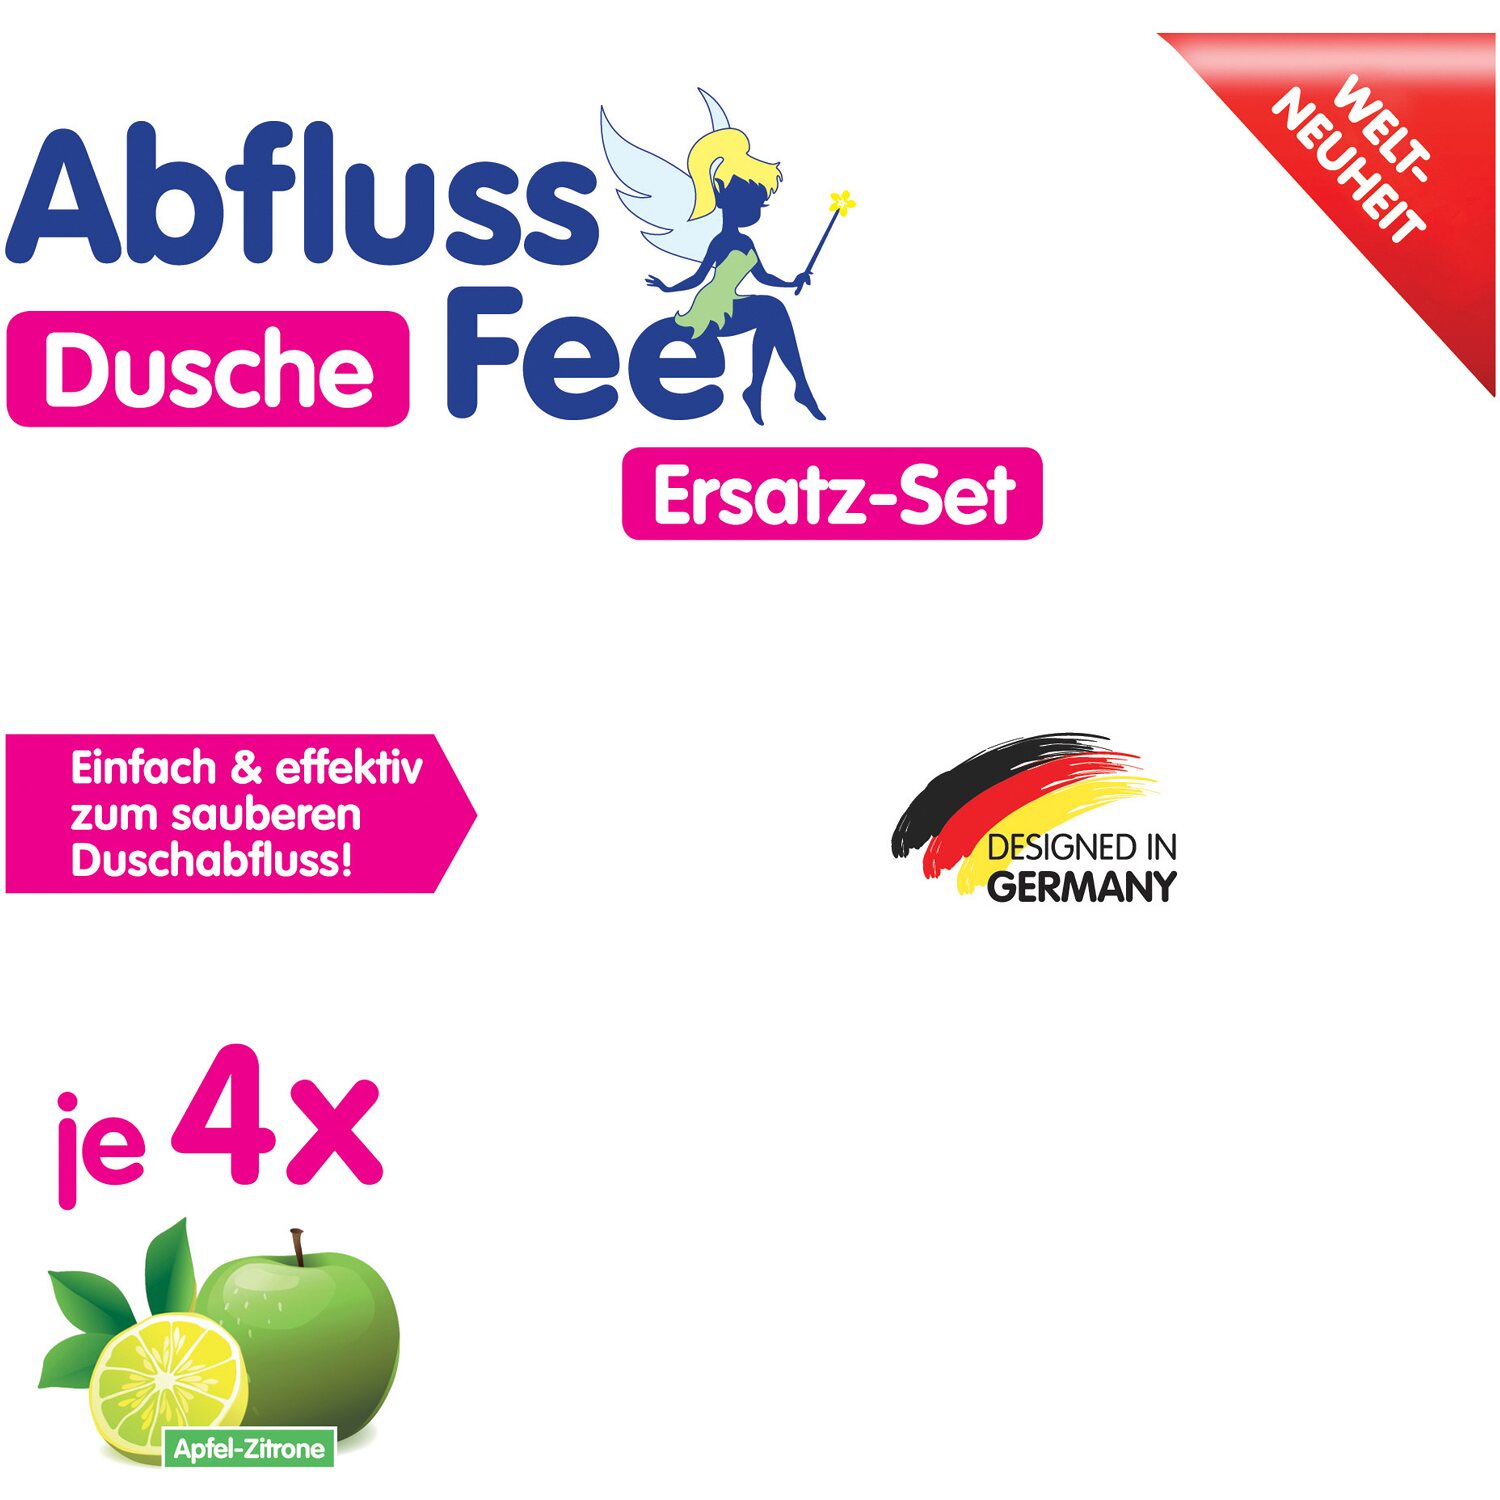 Abfluss
Dusche Fee
Ersatz-Set
WELT-
NEUHEIT
Einfach & effektiv
zum sauberen
Duschabfluss!
DESIGNED IN
GERMANY
je 4x
Apfel-Zitrone